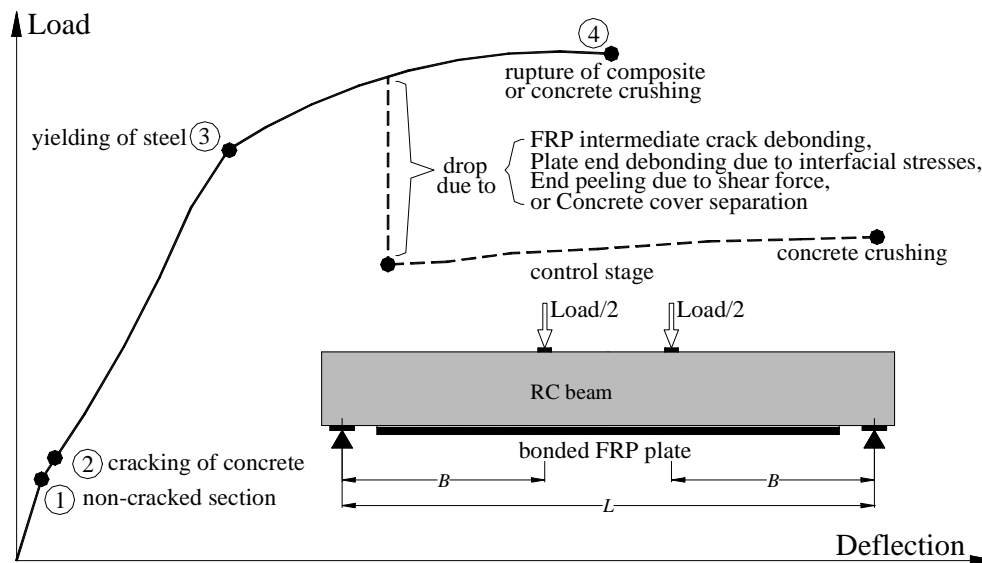 Load
④
rupture of composite
or concrete crushing
yielding of steel ③
drop
due to
FRP intermediate crack debonding,
Plate end debonding due to interfacial stresses,
End peeling due to shear force,
or Concrete cover separation
concrete crushing
control stage
Load/2
Load/2
RC beam
bonded FRP plate
② cracking of concrete
① non-cracked section
B
B
L
Deflection